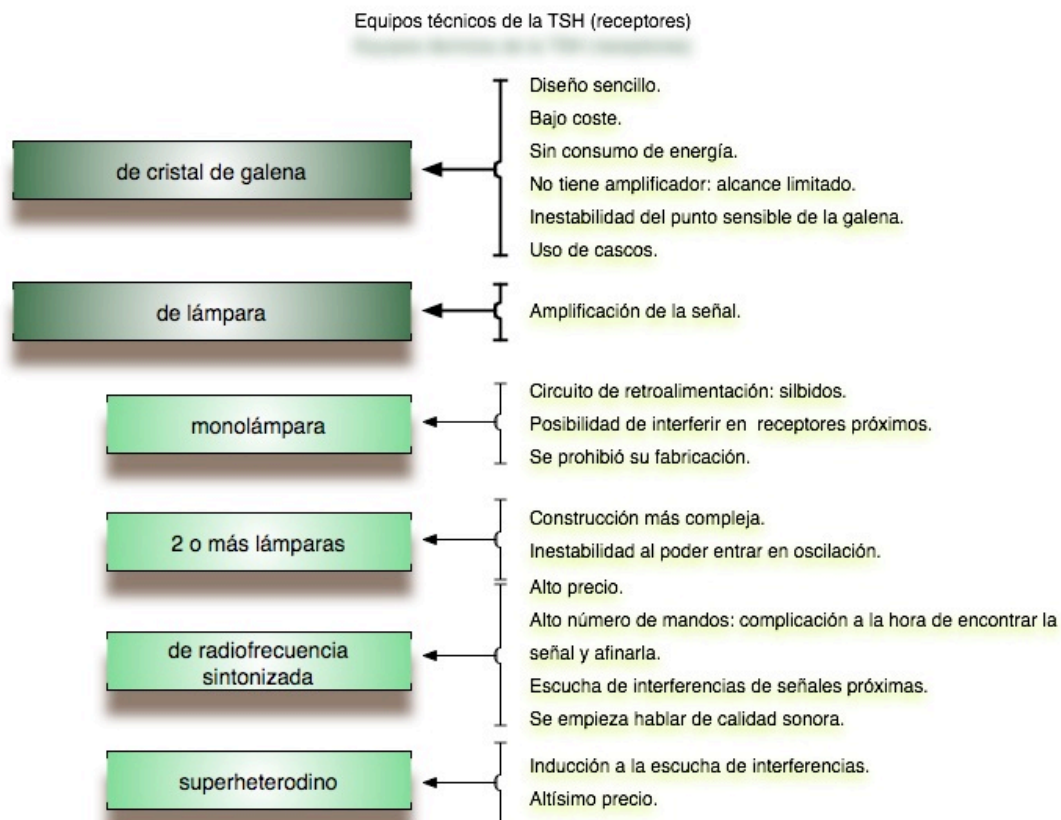 Equipos técnicos de la TSH (receptores)
de cristal de galena
Diseño sencillo.
Bajo coste.
Sin consumo de energía.
No tiene amplificador: alcance limitado.
Inestabilidad del punto sensible de la galena.
Uso de cascos.
de lámpara
Amplificación de la señal.
monolámpara
Circuito de retroalimentación: silbidos.
Posibilidad de interferir en receptores próximos.
Se prohibió su fabricación.
2 o más lámparas
Construcción más compleja.
Inestabilidad al poder entrar en oscilación.
de radiofrecuencia
sintonizada
Alto precio.
Alto número de mandos: complicación a la hora de encontrar la
señal y afinarla.
Escucha de interferencias de señales próximas.
Se empieza hablar de calidad sonora.
superheterodino
Inducción a la escucha de interferencias.
Altísimo precio.